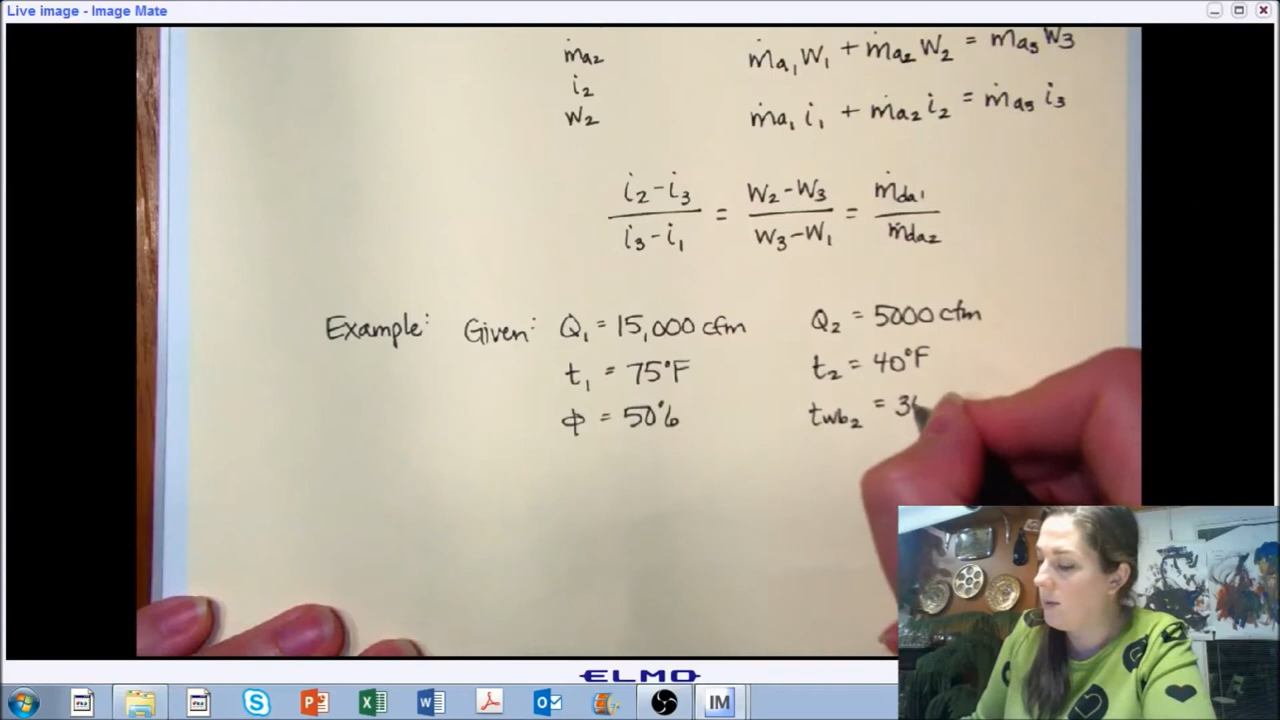 Live image - Image Mate
ṁa2
ṁa₁W₁ + ṁa₂W₂ = ṁa₃W3
i₂
W₂
ṁa₁i₁ + ṁa₂i₂ = ṁa₃i₃
i₂-i₃ / i₃-i₁ = W₂-W₃ / W₃-W₁ = ṁda₁ / ṁda₂
Example: Given: Q₁ = 15,000 cfm Q₂ = 5000 cfm
t₁ = 75°F t₂ = 40°F
ϕ = 50% twb₂ =
ELMO
IM